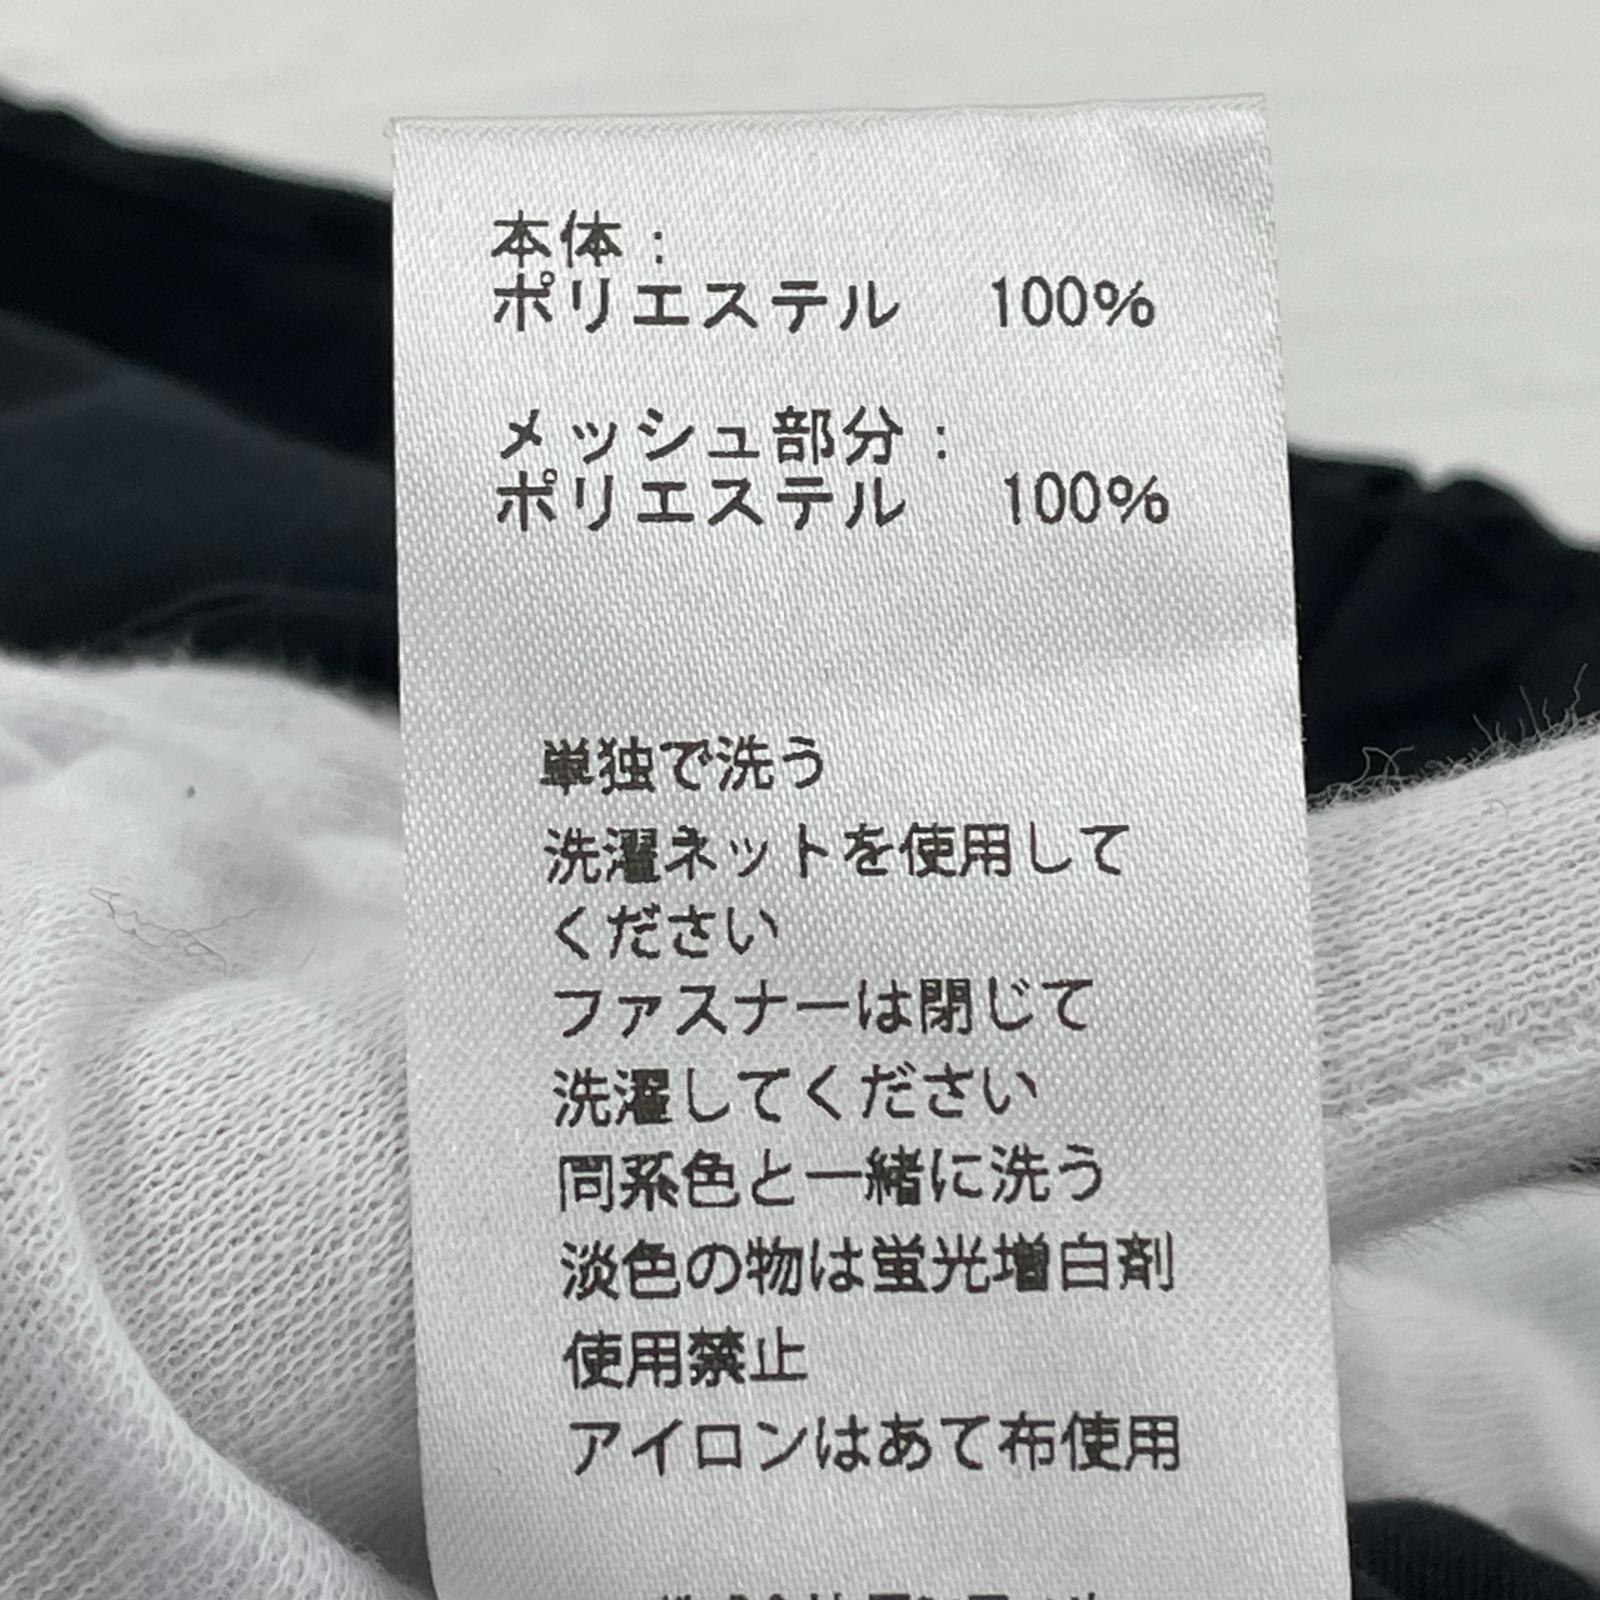 本体：
ポリエステル　100%
メッシュ部分：
ポリエステル　100%
単独で洗う
洗濯ネットを使用して
ください
ファスナーは閉じて
洗濯してください
同系色と一緒に洗う
淡色の物は蛍光増白剤
使用禁止
アイロンはあて布使用